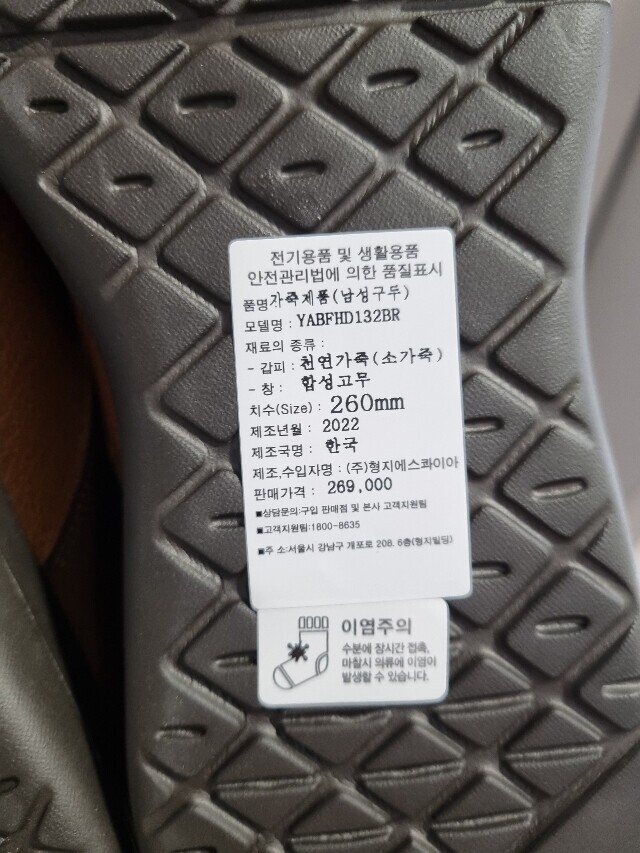 전기용품 및 생활용품
안전관리법에 의한 품질표시
품명:가죽제품(남성구두)
모델명 : YABFHD132BR
재료의 종류 :
- 갑피 : 천연가죽(소가죽)
- 창 : 합성고무
치수(Size) : 260mm
제조년월 : 2022
제조국명 : 한국
제조,수입자명 : (주)형지에스콰이아
판매가격 : 269,000
■상담문의:구입 판매점 및 본사 고객지원팀
■고객지원팀:1800-8635
■주 소:서울시 강남구 개포로 208. 6층(형지빌딩)
이염주의
수분에 장시간 접촉,
마찰시 의류에 이염이
발생할 수 있습니다.